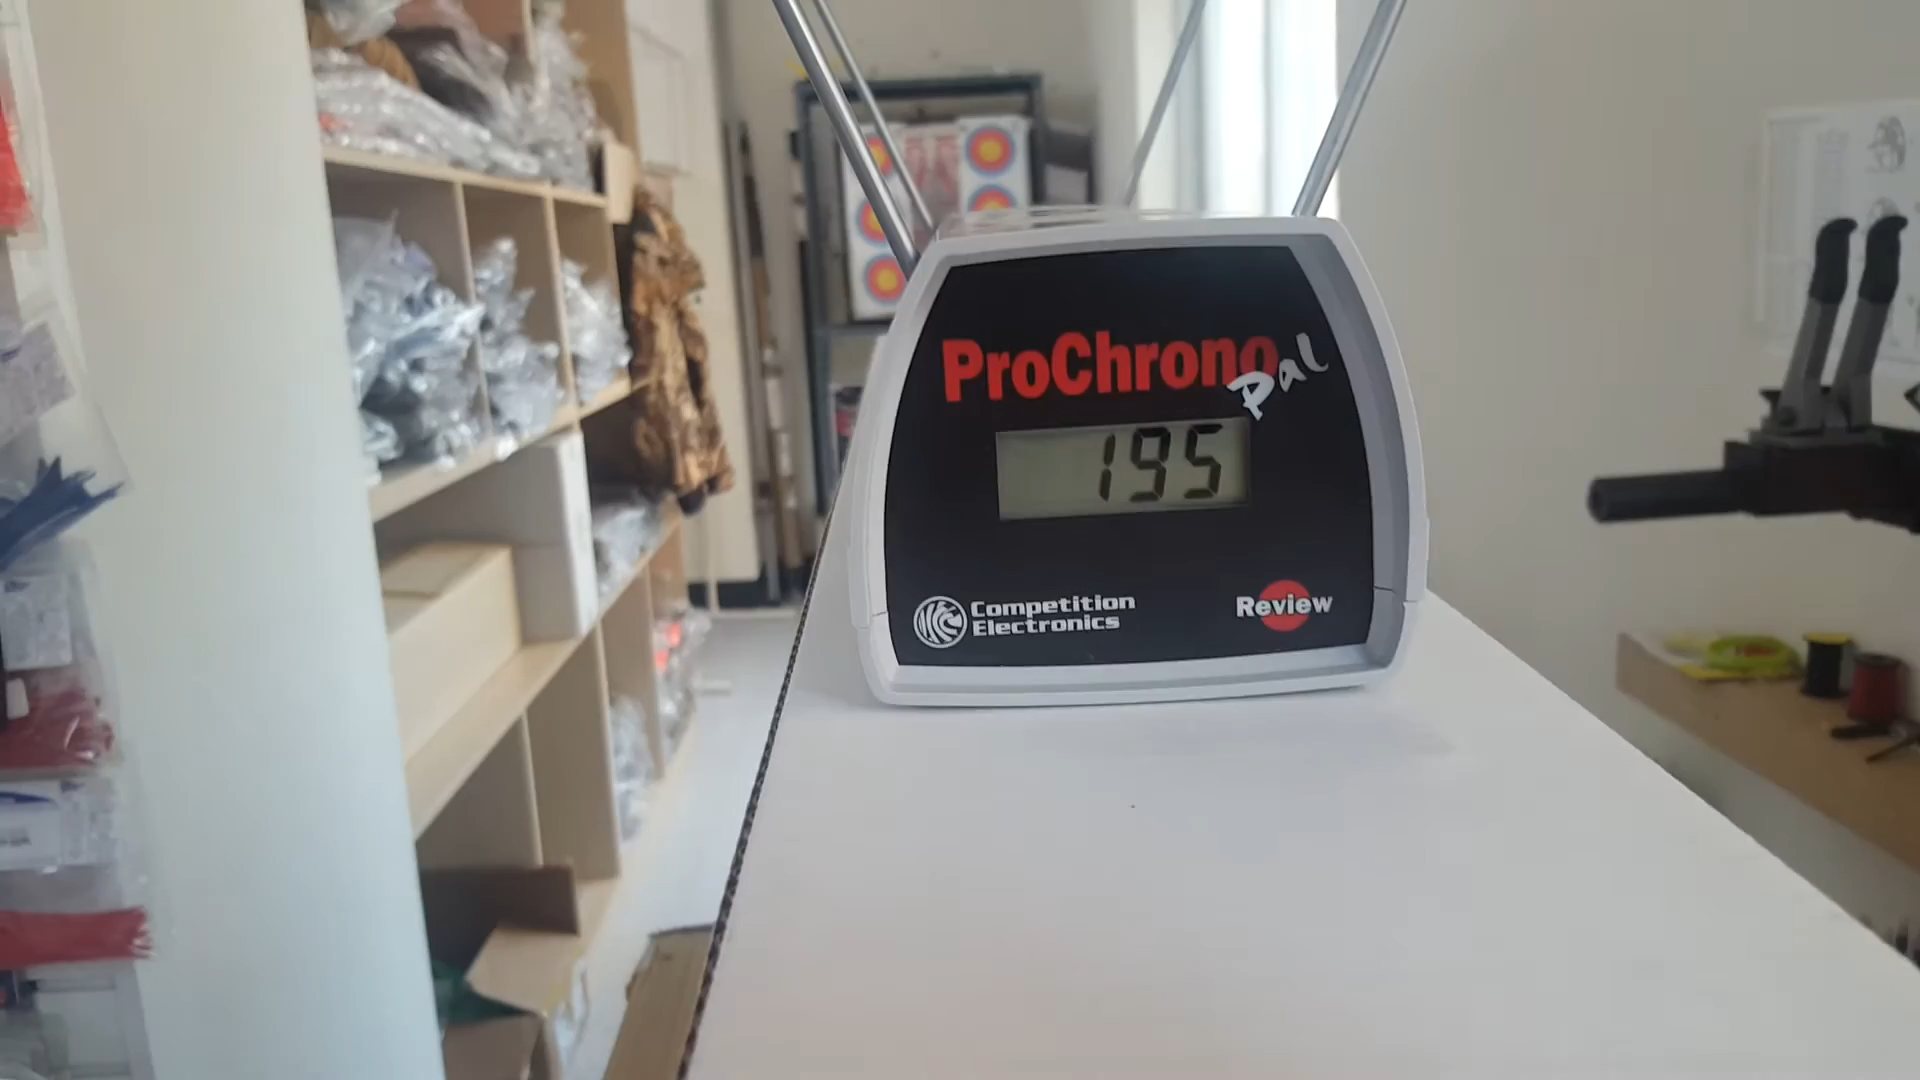 ProChrono
Pal
195
Competition
Electronics
Review